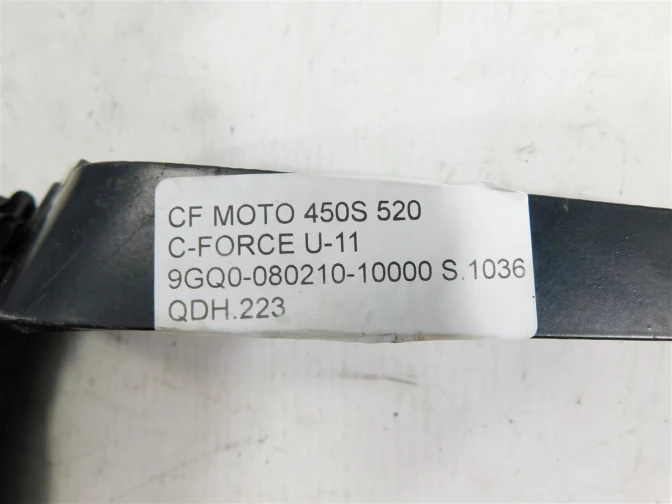 CF MOTO 450S 520
C-FORCE U-11
9GQ0-080210-10000 S.1036
QDH.223